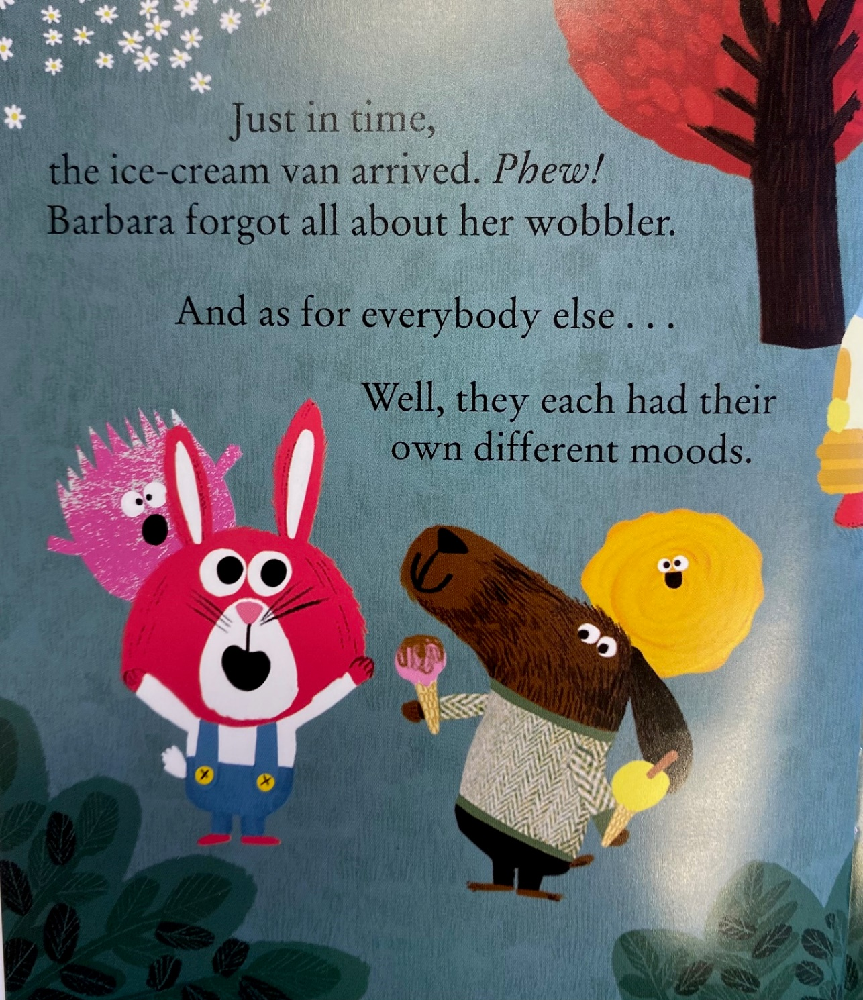 Just in time,
the ice-cream van arrived. Phew!
Barbara forgot all about her wobbler.
And as for everybody else . . .
Well, they each had their
own different moods.